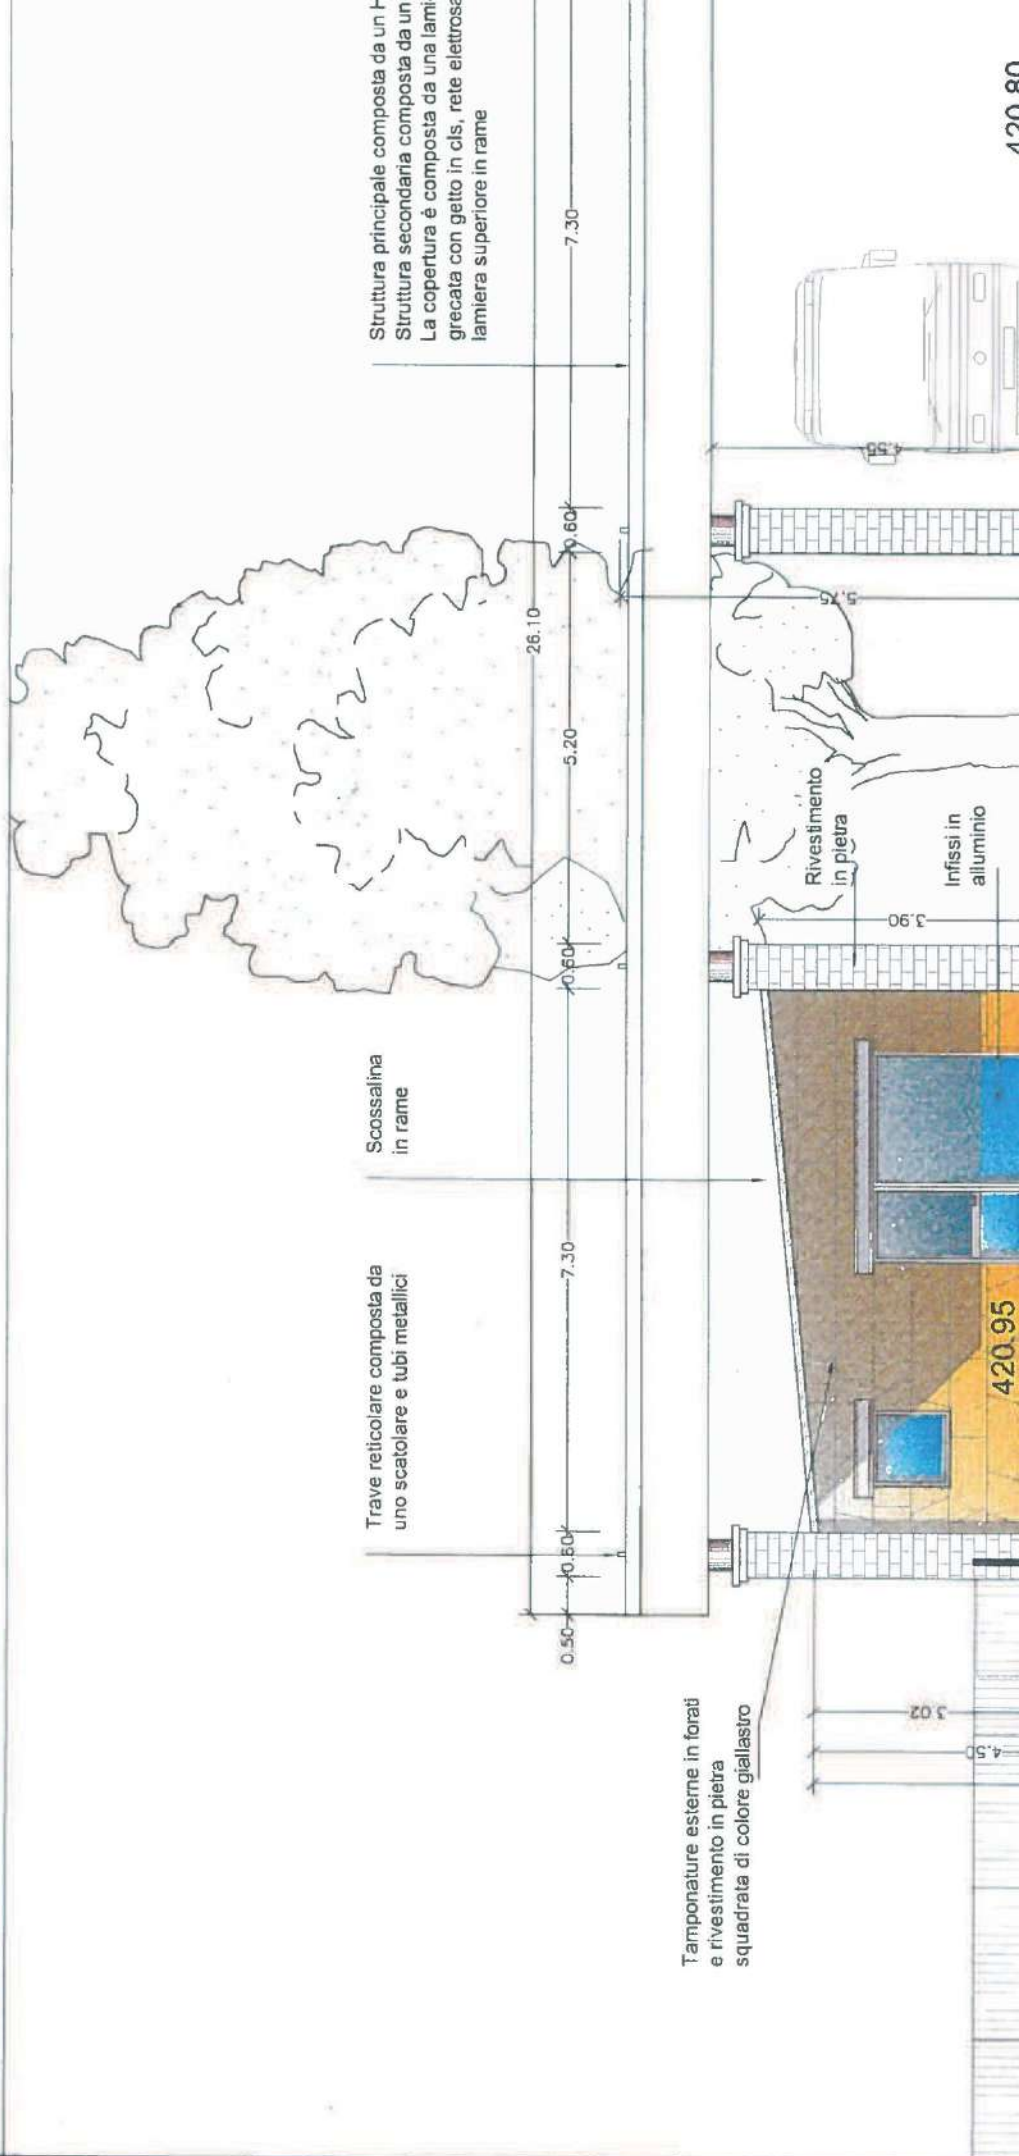 Trave reticolare composta da
uno scatolare e tubi metallici
Scossalina
in rame
Struttura principale composta da un
Struttura secondaria composta da un
La copertura è composta da una
grecata con getto in cls, rete
lamiera superiore in rame
26.10
0.50
0.60
7.30
0.60
5.20
0.60
7.30
Tamponature esterne in forati
e rivestimento in pietra
squadrata di colore giallastro
Rivestimento
in pietra
Infissi in
alluminio
3.02
4.50
3.90
5.75
4.55
420.95
420.80